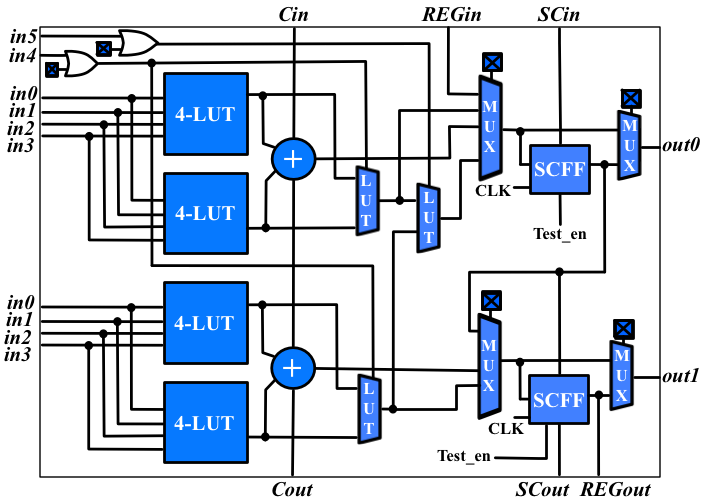 Cin REGin SCin
in5
in4
in0
in1
in2
in3
4-LUT
4-LUT
+
LUT
LUT
MUX
CLK
SCFF
Test_en
MUX
out0
in0
in1
in2
in3
4-LUT
4-LUT
+
LUT
MUX
CLK
SCFF
Test_en
MUX
out1
Cout SCout REGout